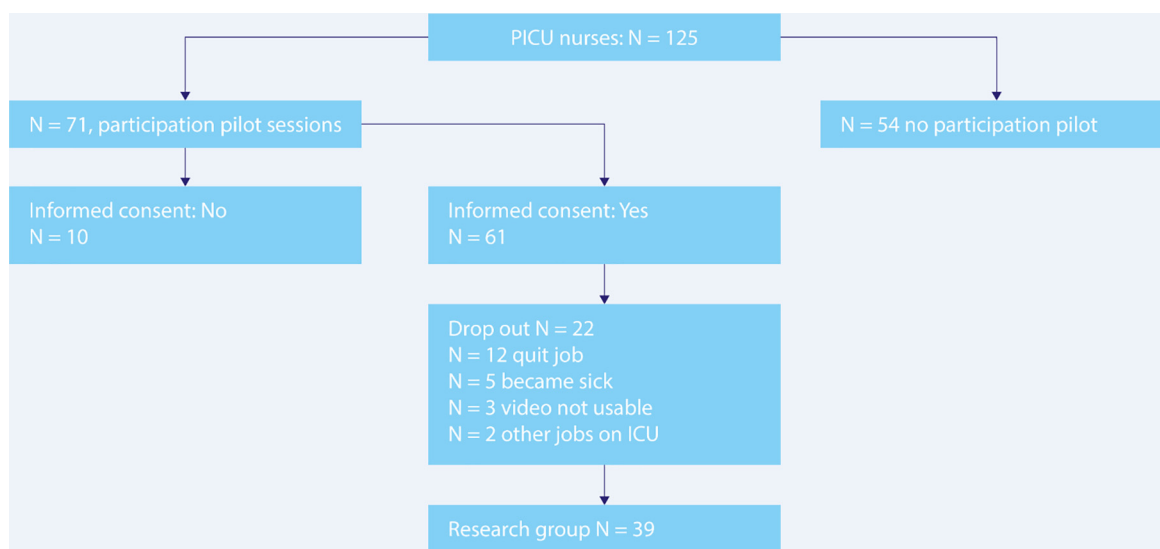 PICU nurses: N = 125
N = 71, participation pilot sessions
N = 54 no participation pilot
Informed consent: No
N = 10
Informed consent: Yes
N = 61
Drop out N = 22
N = 12 quit job
N = 5 became sick
N = 3 video not usable
N = 2 other jobs on ICU
Research group N = 39